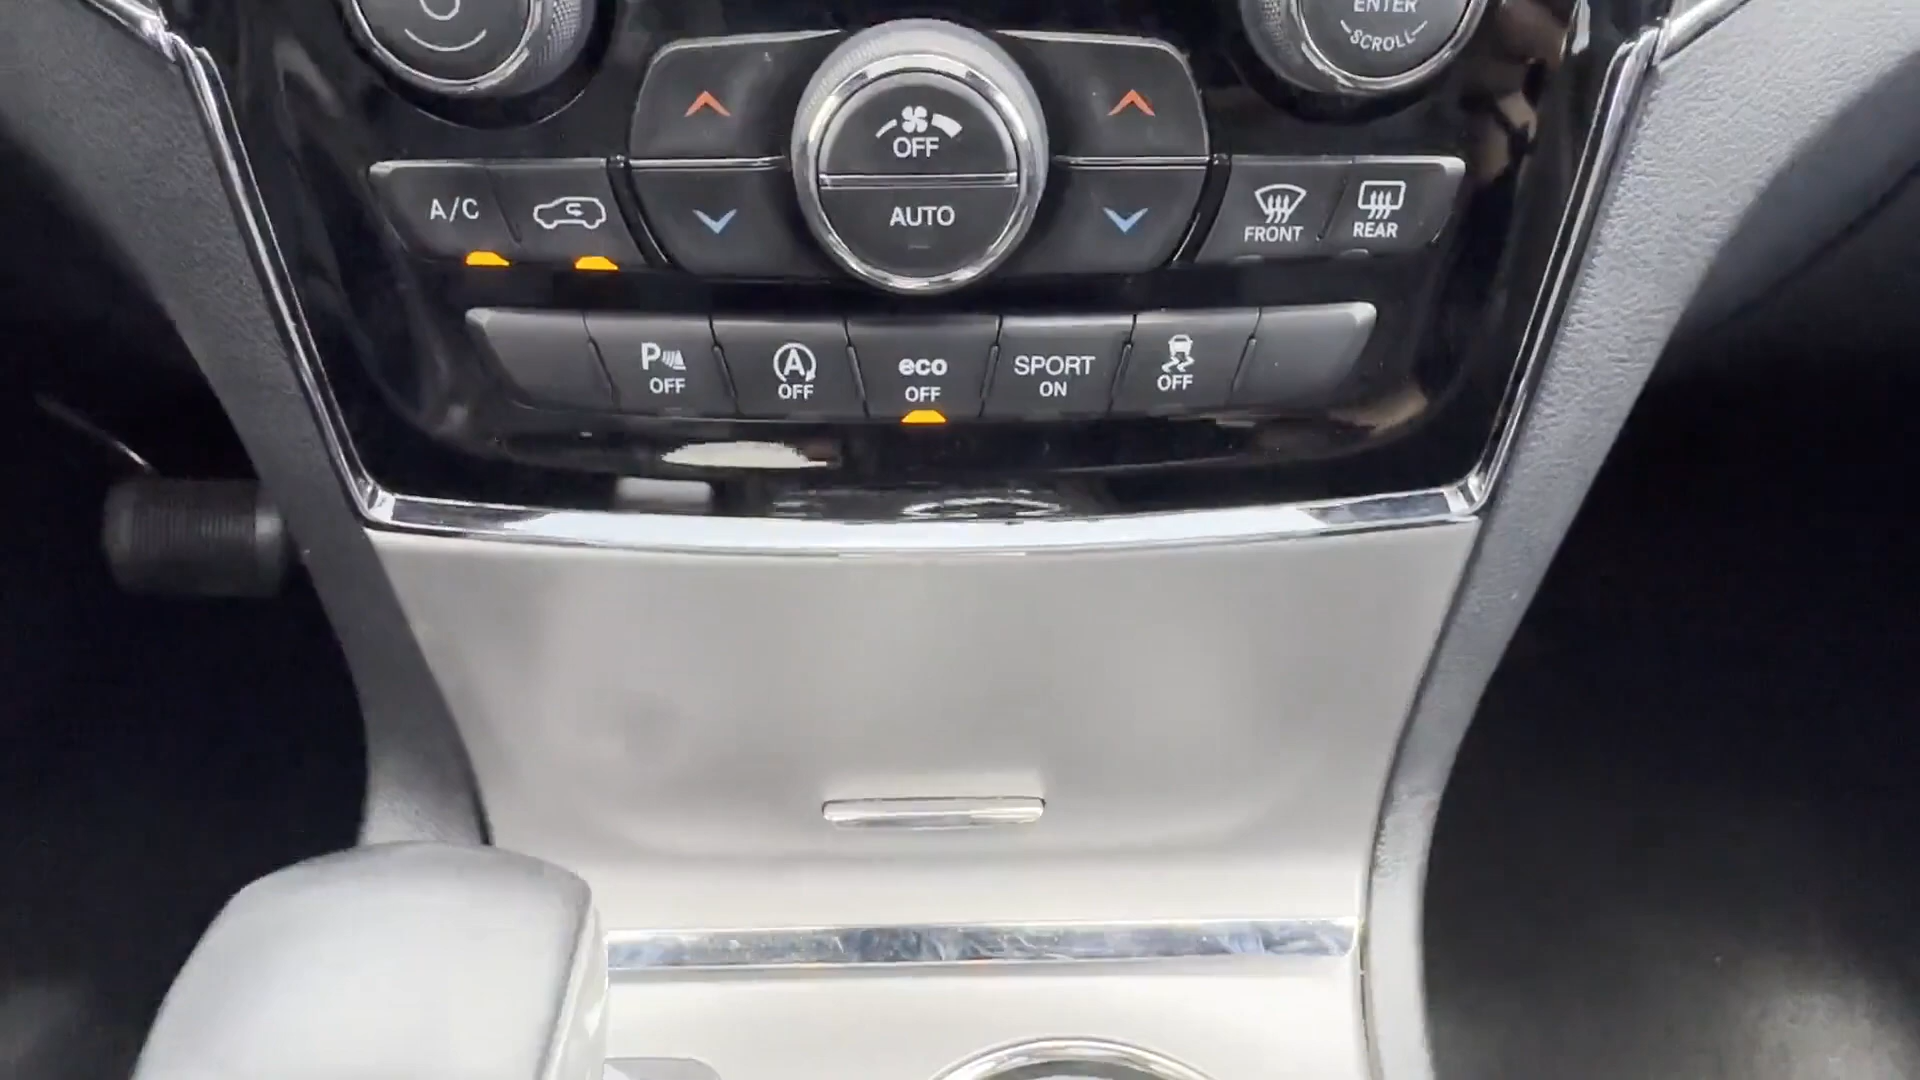 ENTER
SCROLL
OFF
AUTO
A/C
FRONT
REAR
P
OFF
A
OFF
eco
OFF
SPORT
ON
OFF